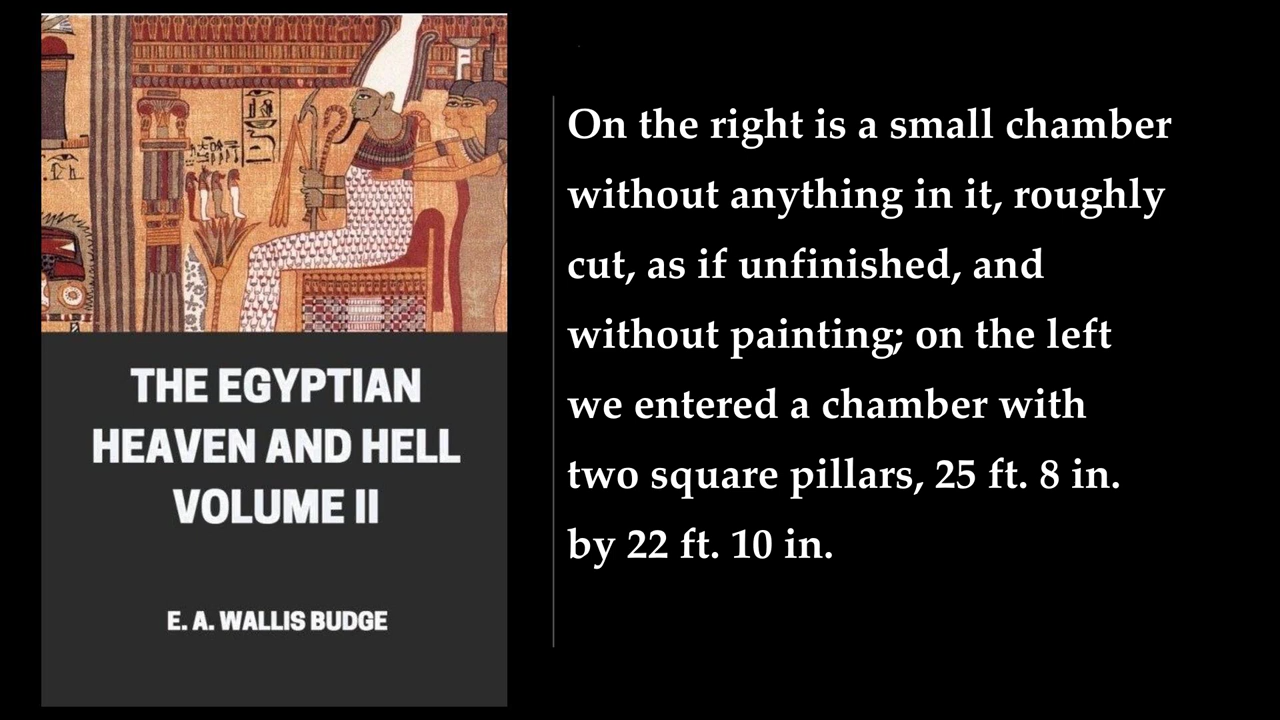 THE EGYPTIAN
HEAVEN AND HELL
VOLUME II
E. A. WALLIS BUDGE
On the right is a small chamber
without anything in it, roughly
cut, as if unfinished, and
without painting; on the left
we entered a chamber with
two square pillars, 25 ft. 8 in.
by 22 ft. 10 in.